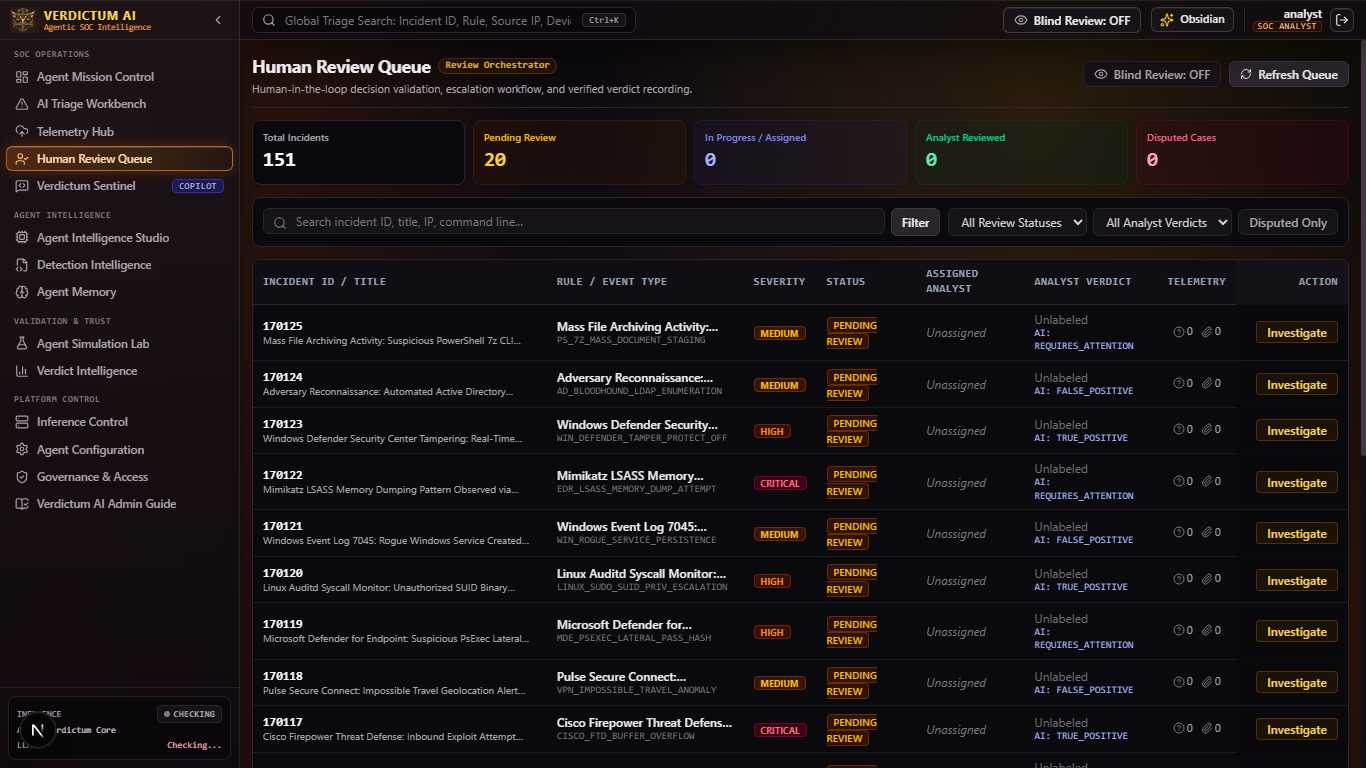 VERDICTUM AI
Agentic SOC Intelligence
Global Triage Search: Incident ID, Rule, Source IP, Devi
Ctrl+K
Blind Review: OFF
Obsidian
analyst
SOC ANALYST
SOC OPERATIONS
Agent Mission Control
AI Triage Workbench
Telemetry Hub
Human Review Queue
Verdictum Sentinel
COPILOT
AGENT INTELLIGENCE
Agent Intelligence Studio
Detection Intelligence
Agent Memory
VALIDATION & TRUST
Agent Simulation Lab
Verdict Intelligence
PLATFORM CONTROL
Inference Control
Agent Configuration
Governance & Access
Verdictum AI Admin Guide
CHECKING
N
rdictum Core
Checking...
Human Review Queue
Review Orchestrator
Human-in-the-loop decision validation, escalation workflow, and verified verdict recording.
Blind Review: OFF
Refresh Queue
Total Incidents
151
Pending Review
20
In Progress / Assigned
0
Analyst Reviewed
0
Disputed Cases
0
Search incident ID, title, IP, command line...
Filter
All Review Statuses
All Analyst Verdicts
Disputed Only
INCIDENT ID / TITLE
RULE / EVENT TYPE
SEVERITY
STATUS
ASSIGNED
ANALYST
ANALYST VERDICT
TELEMETRY
ACTION
170125
Mass File Archiving Activity: Suspicious PowerShell 7z CLI...
Mass File Archiving Activity:...
PS_7Z_MASS_DOCUMENT_STAGING
MEDIUM
PENDING
REVIEW
Unassigned
Unlabeled
AI:
REQUIRES_ATTENTION
0 0
Investigate
170124
Adversary Reconnaissance: Automated Active Directory...
Adversary Reconnaissance:...
AD_BLOODHOUND_LDAP_ENUMERATION
MEDIUM
PENDING
REVIEW
Unassigned
Unlabeled
AI: FALSE_POSITIVE
0 0
Investigate
170123
Windows Defender Security Center Tampering: Real-Time...
Windows Defender Security...
WIN_DEFENDER_TAMPER_PROTECT_OFF
HIGH
PENDING
REVIEW
Unassigned
Unlabeled
AI: TRUE_POSITIVE
0 0
Investigate
170122
Mimikatz LSASS Memory Dumping Pattern Observed via...
Mimikatz LSASS Memory...
EDR_LSASS_MEMORY_DUMP_ATTEMPT
CRITICAL
PENDING
REVIEW
Unassigned
Unlabeled
AI:
REQUIRES_ATTENTION
0 0
Investigate
170121
Windows Event Log 7045: Rogue Windows Service Created...
Windows Event Log 7045:...
WIN_ROGUE_SERVICE_PERSISTENCE
MEDIUM
PENDING
REVIEW
Unassigned
Unlabeled
AI: FALSE_POSITIVE
0 0
Investigate
170120
Linux Auditd Syscall Monitor: Unauthorized SUID Binary...
Linux Auditd Syscall Monitor:...
LINUX_SUDO_SUID_PRIV_ESCALATION
HIGH
PENDING
REVIEW
Unassigned
Unlabeled
AI: TRUE_POSITIVE
0 0
Investigate
170119
Microsoft Defender for Endpoint: Suspicious PsExec Lateral...
Microsoft Defender for...
MDE_PSEXEC_LATERAL_PASS_HASH
HIGH
PENDING
REVIEW
Unassigned
Unlabeled
AI:
REQUIRES_ATTENTION
0 0
Investigate
170118
Pulse Secure Connect: Impossible Travel Geolocation Alert...
Pulse Secure Connect:...
VPN_IMPOSSIBLE_TRAVEL_ANOMALY
MEDIUM
PENDING
REVIEW
Unassigned
Unlabeled
AI: FALSE_POSITIVE
0 0
Investigate
170117
Cisco Firepower Threat Defense: Inbound Exploit Attempt...
Cisco Firepower Threat Defens...
CISCO_FTD_BUFFER_OVERFLOW
CRITICAL
PENDING
REVIEW
Unassigned
Unlabeled
AI: TRUE_POSITIVE
0 0
Investigate